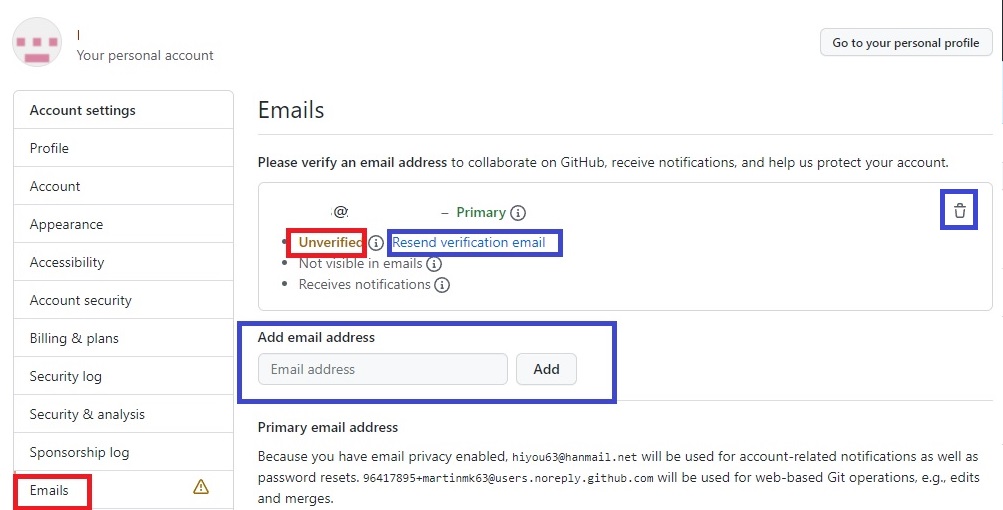 Your personal account
Go to your personal profile
Account settings
Profile
Account
Appearance
Accessibility
Account security
Billing & plans
Security log
Security & analysis
Sponsorship log
Emails
Emails
Please verify an email address to collaborate on GitHub, receive notifications, and help us protect your account.
@ – Primary
Unverified Resend verification email
Not visible in emails
Receives notifications
Add email address
Email address Add
Primary email address
Because you have email privacy enabled, hiyou63@hanmail.net will be used for account-related notifications as well as
password resets. 96417895+martinmk63@users.noreply.github.com will be used for web-based Git operations, e.g., edits
and merges.